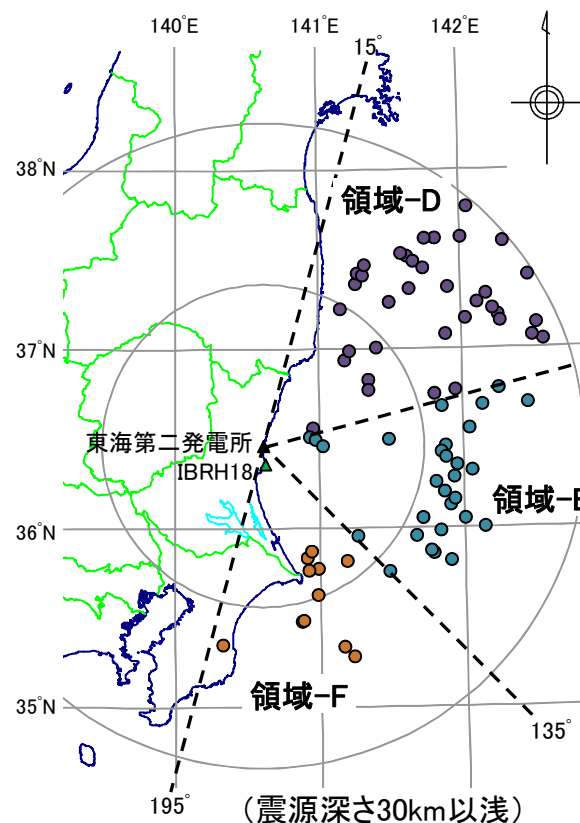 140°E
141°E
142°E
15°
38°N
領域-D
37°N
東海第二発電所
IBRH18
領域-E
36°N
領域-F
35°N
135°
195°
（震源深さ30km以浅）